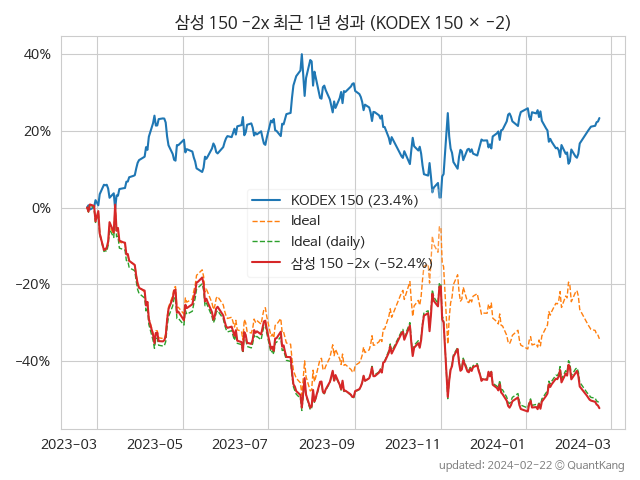 삼성 150 −2x 최근 1년 성과 (KODEX 150 × −2)
40%
20%
0%
−20%
−40%
KODEX 150 (23.4%)
Ideal
Ideal (daily)
삼성 150 −2x (−52.4%)
2023-03 2023-05 2023-07 2023-09 2023-11 2024-01 2024-03
updated: 2024-02-22 © QuantKang